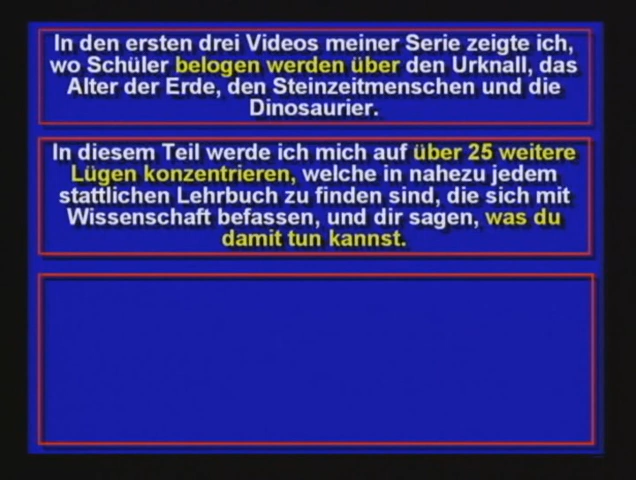 In den ersten drei Videos meiner Serie zeigte ich,
wo Schüler belogen werden über den Urknall, das
Alter der Erde, den Steinzeitmenschen und die
Dinosaurier.
In diesem Teil werde ich mich auf über 25 weitere
Lügen konzentrieren, welche in nahezu jedem
stattlichen Lehrbuch zu finden sind, die sich mit
Wissenschaft befassen, und dir sagen, was du
damit tun kannst.